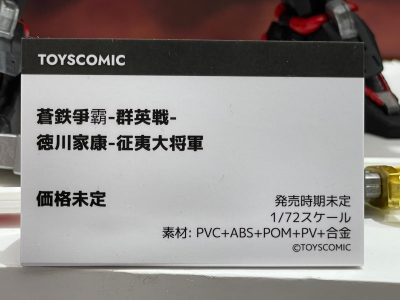 TOYSCOMIC
蒼鉄爭霸-群英戦-
徳川家康-征夷大将軍
価格未定
発売時期未定
1/72スケール
素材: PVC+ABS+POM+PV+合金
©TOYSCOMIC